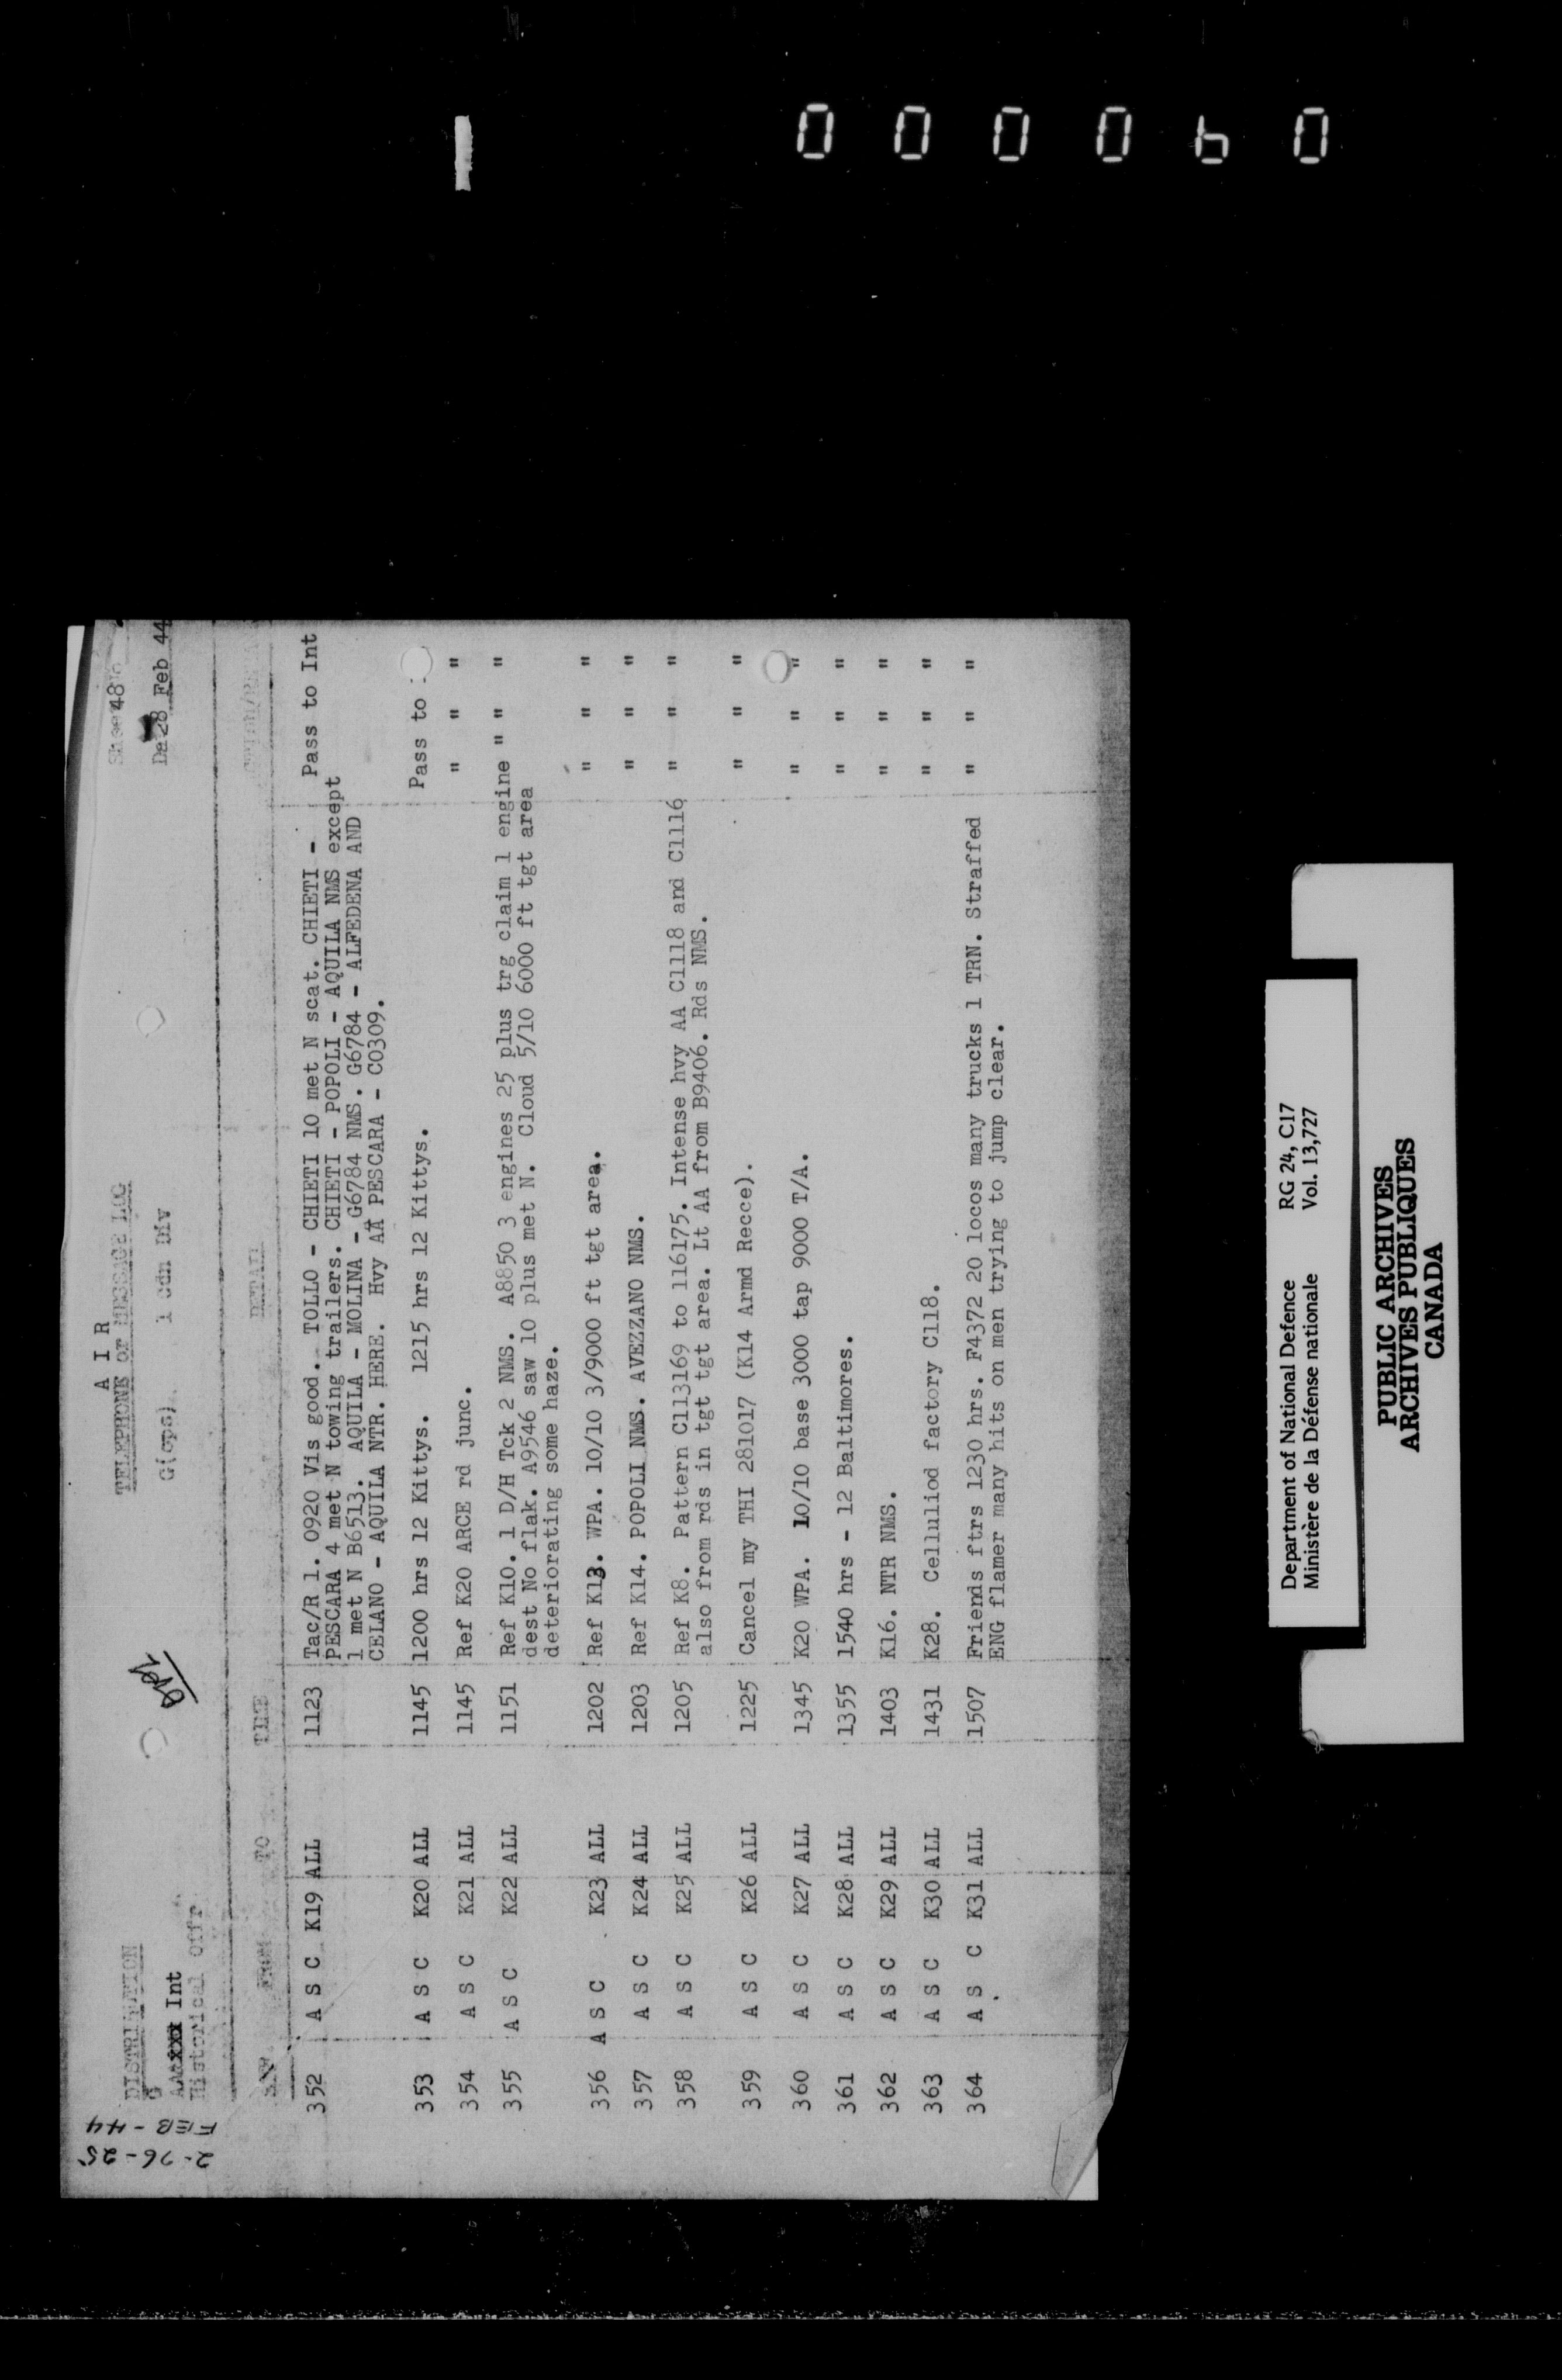 1 000060
2-26-25
FEB-44
A I R
TELEPHONE or MESSAGE LOG
Sheet 48
DISTRIBUTION
G
Int
Historical offr
G(ops) 1 cdn Div
28 Feb 44
SNF. FROM TO TIME DETAIL
352 A S C K19 ALL 1123 Tac/R 1. 0920 Vis good. TOLLO - CHIETI 10 met N scat. CHIETI - Pass to Int
PESCARA 4 met N towing trailers. CHIETI - POPOLI - AQUILA NMS except
1 met N B6513. AQUILA - MOLINA - G6784 NMS. G6784 - ALFEDENA AND
CELANO - AQUILA NTR. HERE. Hvy AA PESCARA - C0309.
353 A S C K20 ALL 1145 1200 hrs 12 Kittys. 1215 hrs 12 Kittys. Pass to
354 A S C K21 ALL 1145 Ref K20 ARCE rd junc. " " "
355 A S C K22 ALL 1151 Ref K10. 1 D/H Tck 2 NMS. A8850 3 engines 25 plus trg claim 1 engine " " "
dest No flak. A9546 saw 10 plus met N. Cloud 5/10 6000 ft tgt area
deteriorating some haze.
356 A S C K23 ALL 1202 Ref K13. WPA. 10/10 3/9000 ft tgt area. " " "
357 A S C K24 ALL 1203 Ref K14. POPOLI NMS. AVEZZANO NMS. " " "
358 A S C K25 ALL 1205 Ref K8. Pattern C113169 to 116175. Intense hvy AA C1118 and C1116 " " "
also from rds in tgt tgt area. Lt AA from B9406. Rds NMS.
359 A S C K26 ALL 1225 Cancel my THI 281017 (K14 Armd Recce). " " "
360 A S C K27 ALL 1345 K20 WPA. 10/10 base 3000 tap 9000 T/A. " " "
361 A S C K28 ALL 1355 1540 hrs - 12 Baltimores. " " "
362 A S C K29 ALL 1403 K16. NTR NMS. " " "
363 A S C K30 ALL 1431 K28. Celluliod factory C118. " " "
364 A S C K31 ALL 1507 Friends ftrs 1230 hrs. F4372 20 locos many trucks 1 TRN. Straffed " " "
ENG flamer many hits on men trying to jump clear.
Department of National Defence RG 24, C17
Ministère de la Défense nationale Vol. 13,727
PUBLIC ARCHIVES
ARCHIVES PUBLIQUES
CANADA